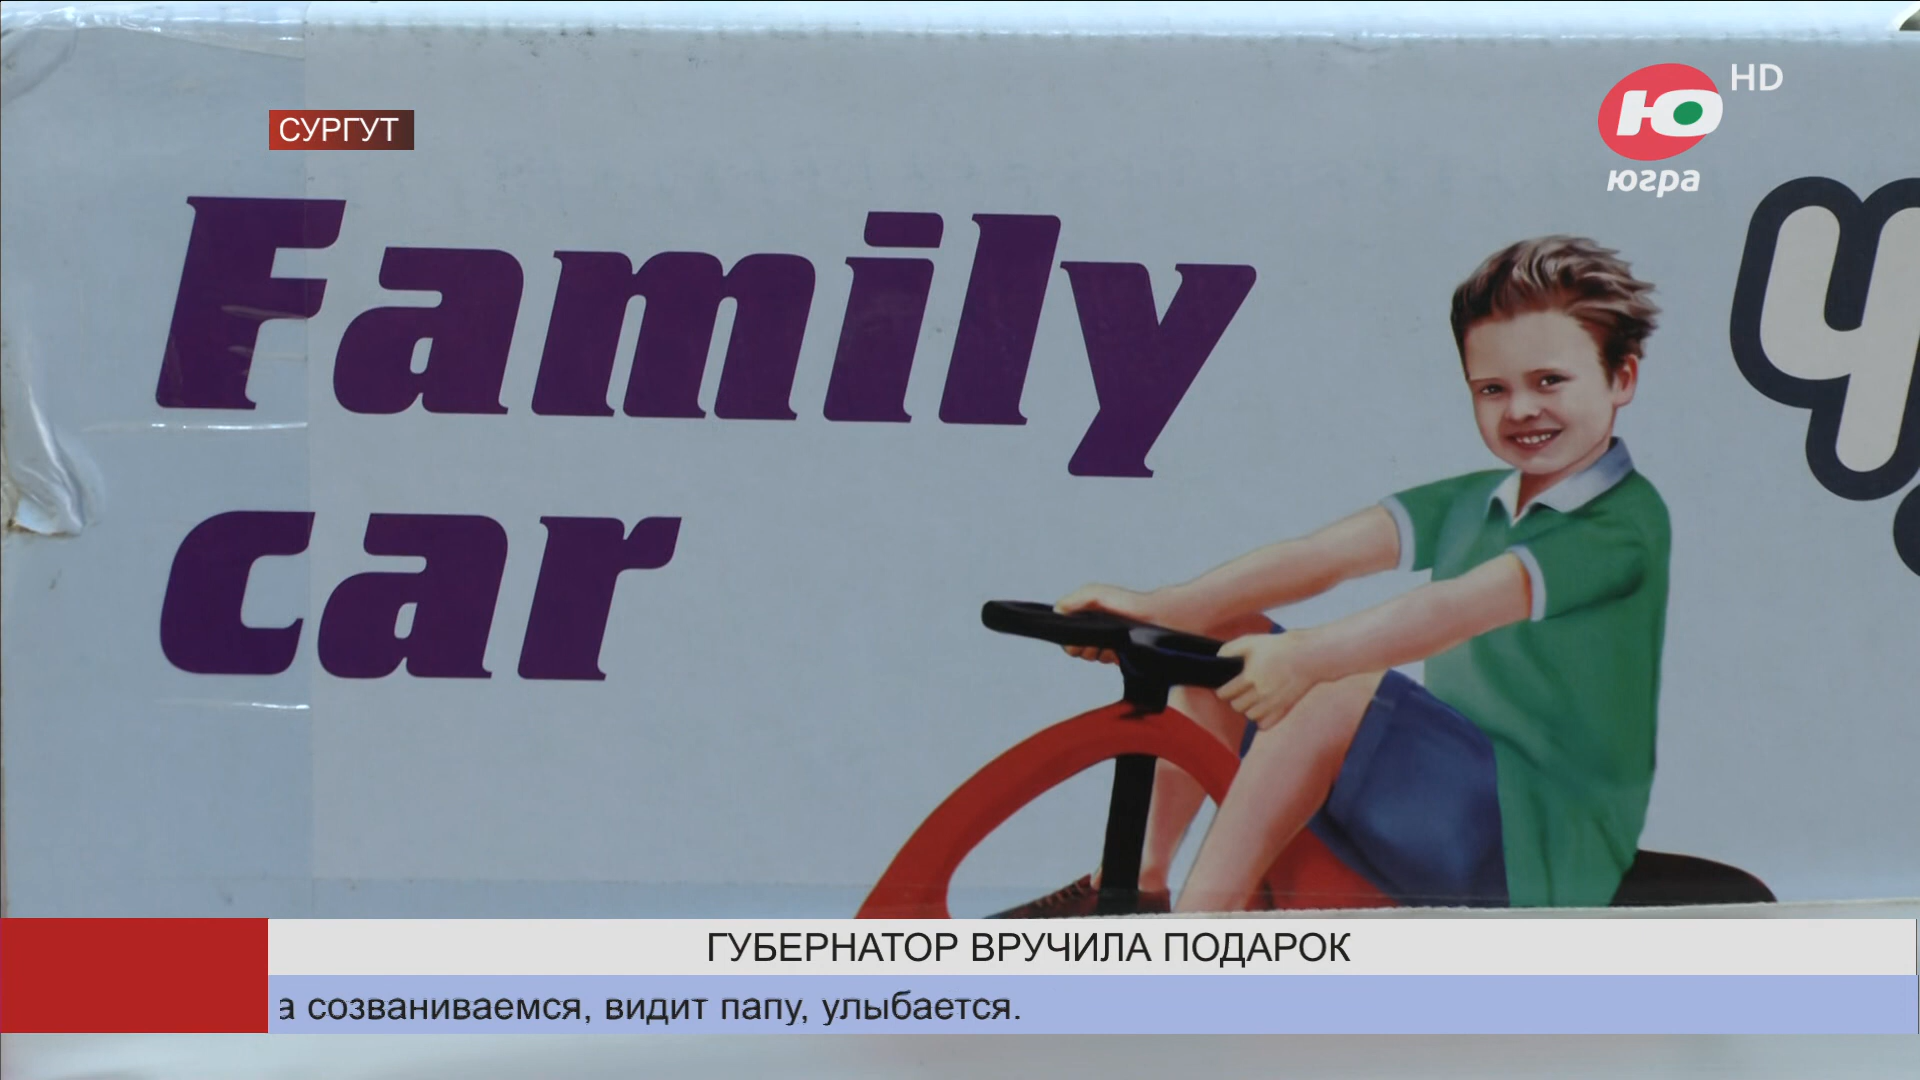 СУРГУТ
HD
Ю
югра
Family
car
ГУБЕРНАТОР ВРУЧИЛА ПОДАРОК
а созваниваемся, видит папу, улыбается.